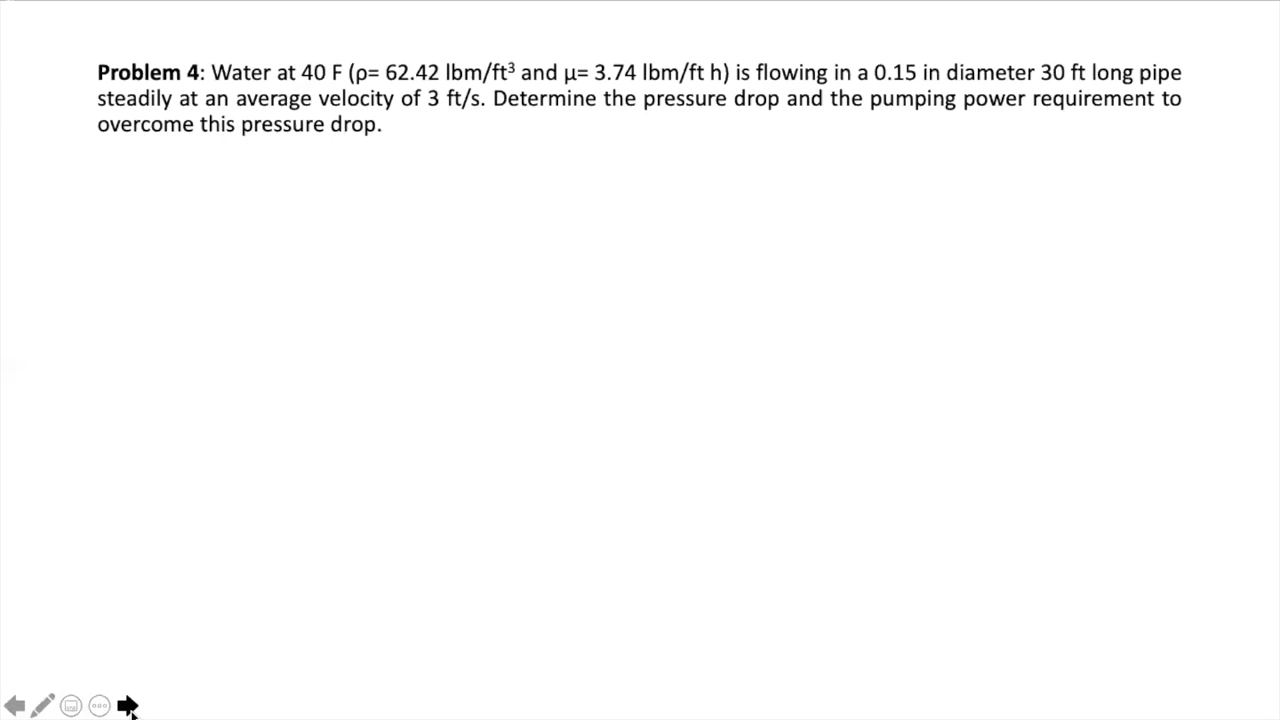 Problem 4: Water at 40 F (ρ= 62.42 lbm/ft³ and μ= 3.74 lbm/ft h) is flowing in a 0.15 in diameter 30 ft long pipe
steadily at an average velocity of 3 ft/s. Determine the pressure drop and the pumping power requirement to
overcome this pressure drop.